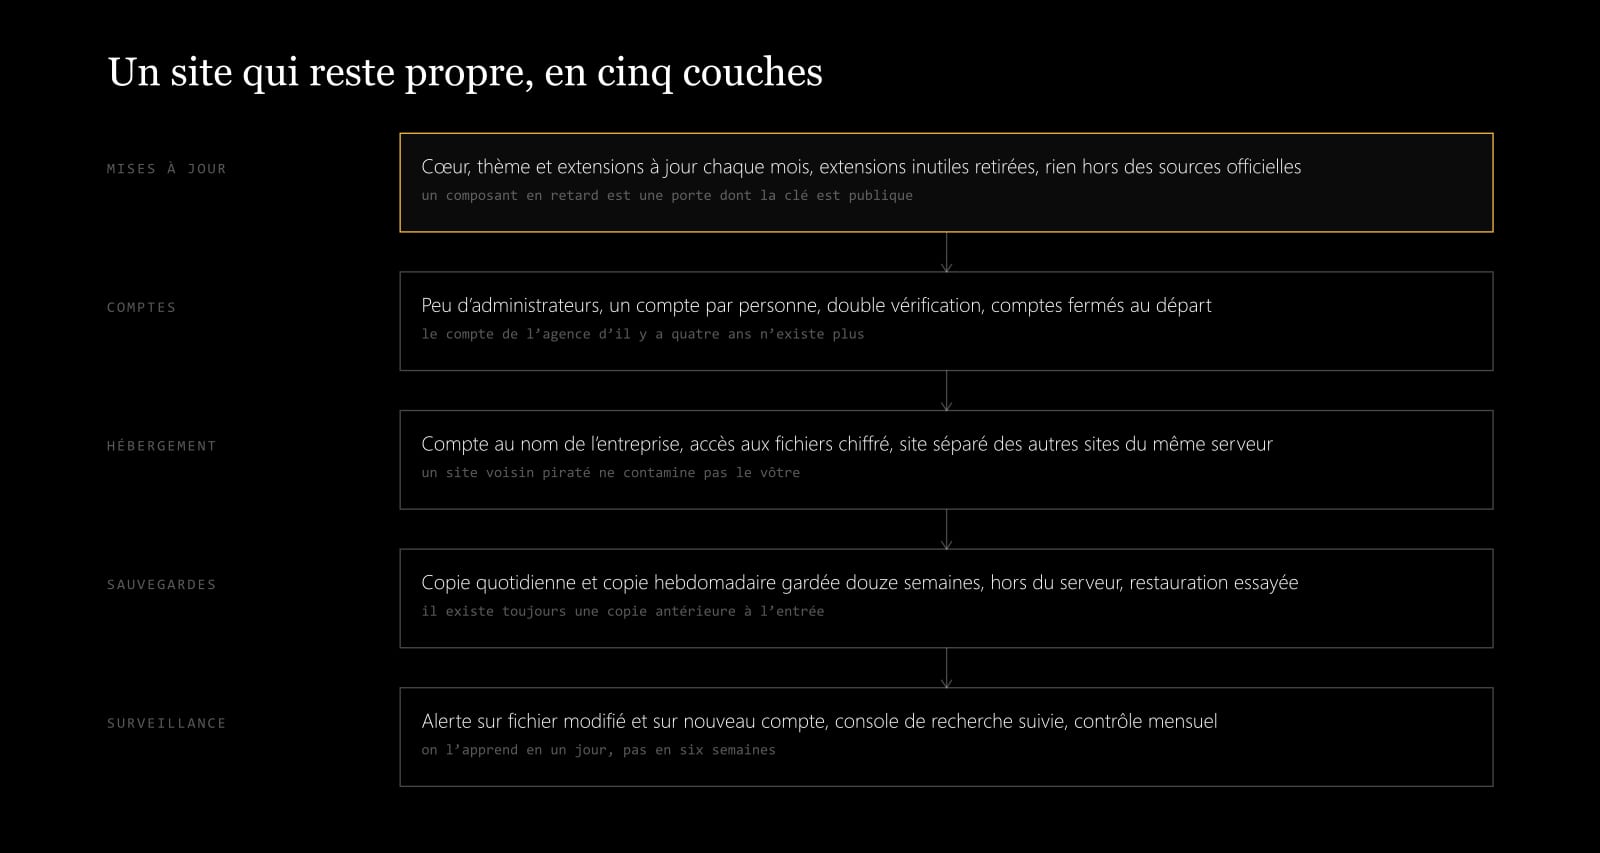 Un site qui reste propre, en cinq couches
MISES À JOUR
Cœur, thème et extensions à jour chaque mois, extensions inutiles retirées, rien hors des sources officielles
un composant en retard est une porte dont la clé est publique
COMPTES
Peu d’administrateurs, un compte par personne, double vérification, comptes fermés au départ
le compte de l’agence d’il y a quatre ans n’existe plus
HÉBERGEMENT
Compte au nom de l’entreprise, accès aux fichiers chiffré, site séparé des autres sites du même serveur
un site voisin piraté ne contamine pas le vôtre
SAUVEGARDES
Copie quotidienne et copie hebdomadaire gardée douze semaines, hors du serveur, restauration essayée
il existe toujours une copie antérieure à l’entrée
SURVEILLANCE
Alerte sur fichier modifié et sur nouveau compte, console de recherche suivie, contrôle mensuel
on l’apprend en un jour, pas en six semaines